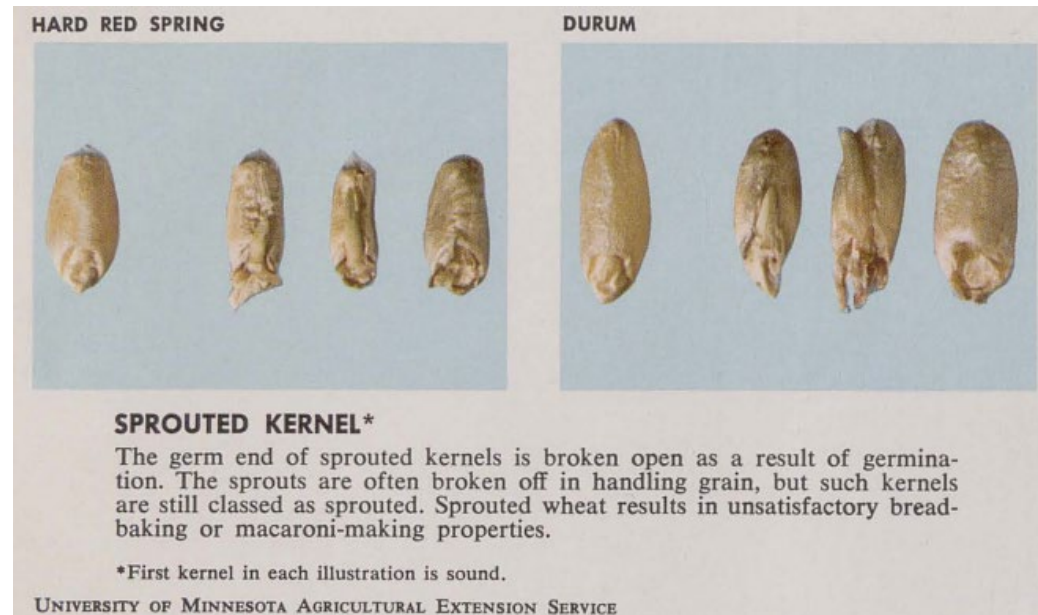 HARD RED SPRING
DURUM
SPROUTED KERNEL*
The germ end of sprouted kernels is broken open as a result of germina-
tion. The sprouts are often broken off in handling grain, but such kernels
are still classed as sprouted. Sprouted wheat results in unsatisfactory bread-
baking or macaroni-making properties.
*First kernel in each illustration is sound.
UNIVERSITY OF MINNESOTA AGRICULTURAL EXTENSION SERVICE